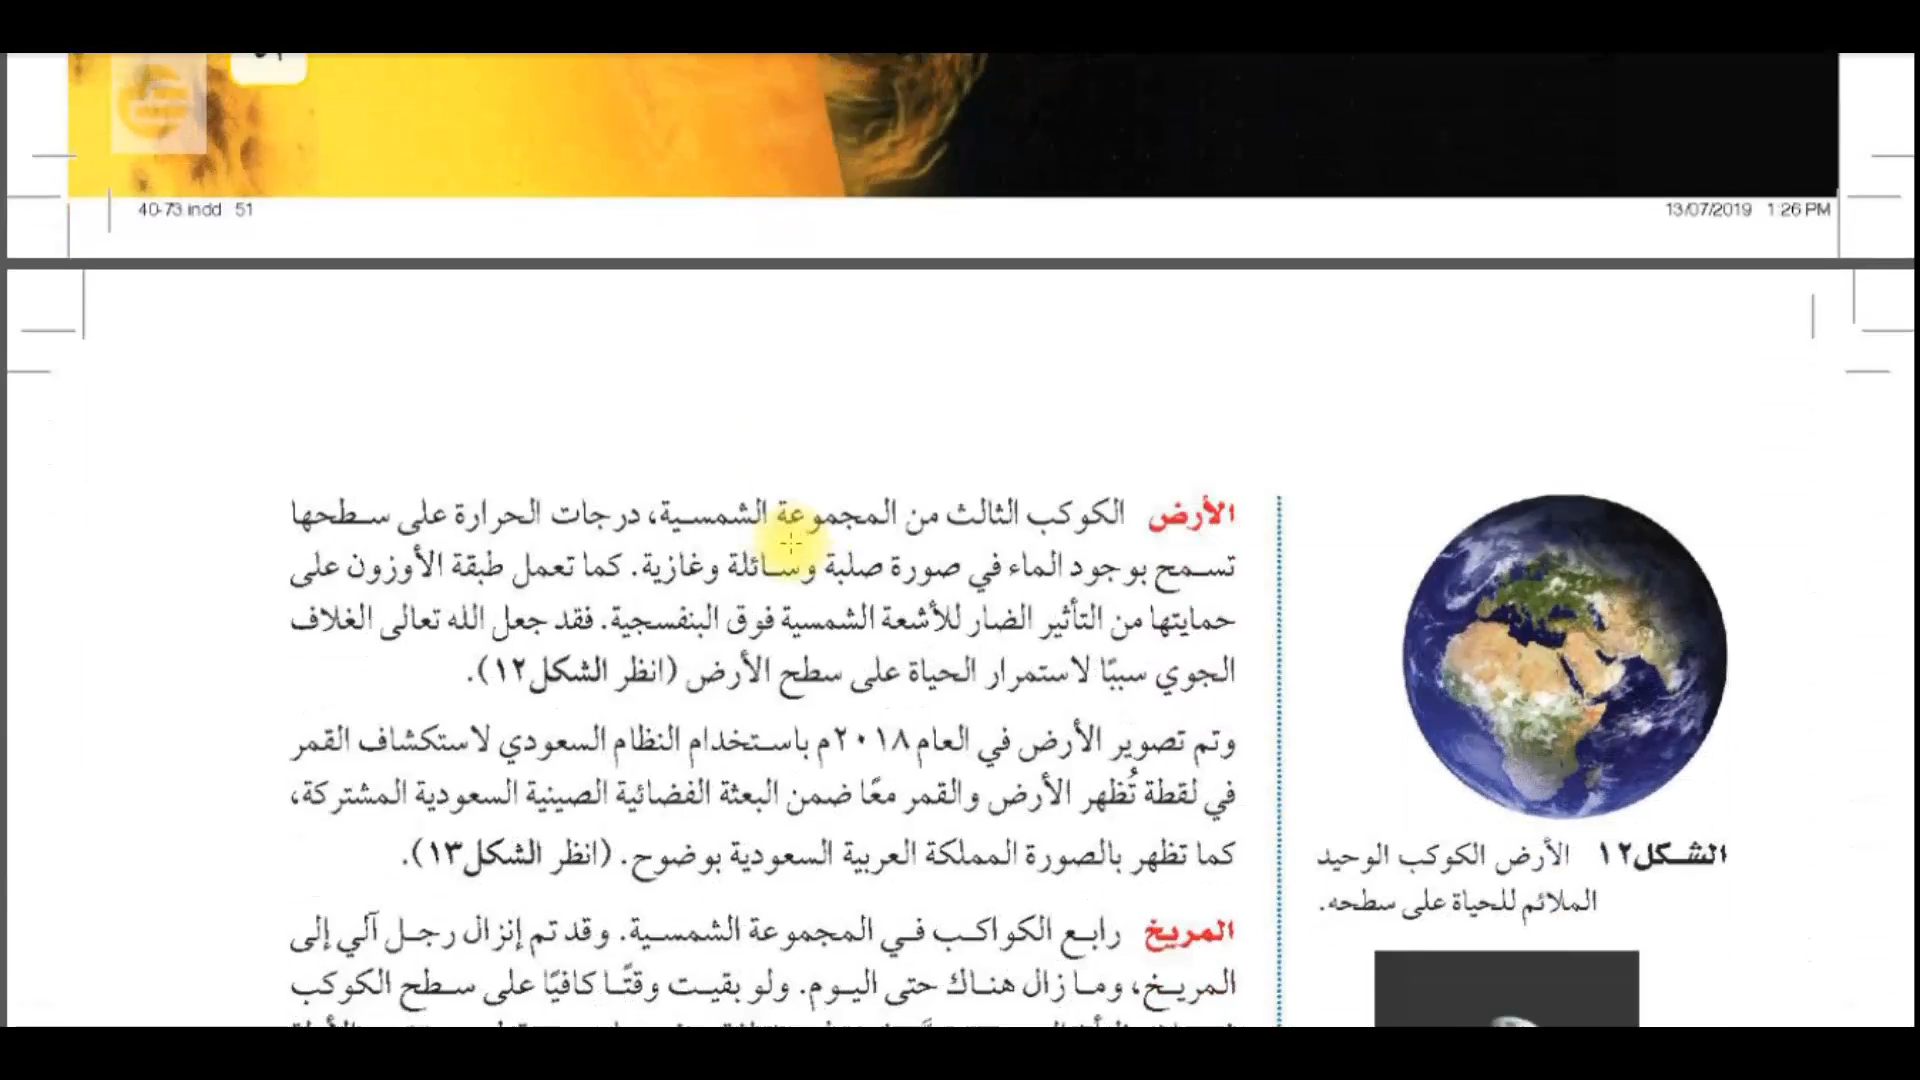 40-73.indd 51
13/07/2019 1:26 PM
الأرض الكوكب الثالث من المجموعة الشمسية، درجات الحرارة على سطحها
تسمح بوجود الماء في صورة صلبة وسائلة وغازية. كما تعمل طبقة الأوزون على
حمايتها من التأثير الضار للأشعة الشمسية فوق البنفسجية. فقد جعل الله تعالى الغلاف
الجوي سببًا لاستمرار الحياة على سطح الأرض (انظر الشكل١٢).
وتم تصوير الأرض في العام ٢٠١٨م باستخدام النظام السعودي لاستكشاف القمر
في لقطة تُظهر الأرض والقمر معًا ضمن البعثة الفضائية الصينية السعودية المشتركة،
كما تظهر بالصورة المملكة العربية السعودية بوضوح. (انظر الشكل١٣).
المريخ رابع الكواكب في المجموعة الشمسية. وقد تم إنزال رجل آلي إلى
المريخ، وما زال هناك حتى اليوم. ولو بقيت وقتًا كافيًا على سطح الكوكب
الشكل١٢ الأرض الكوكب الوحيد
الملائم للحياة على سطحه.